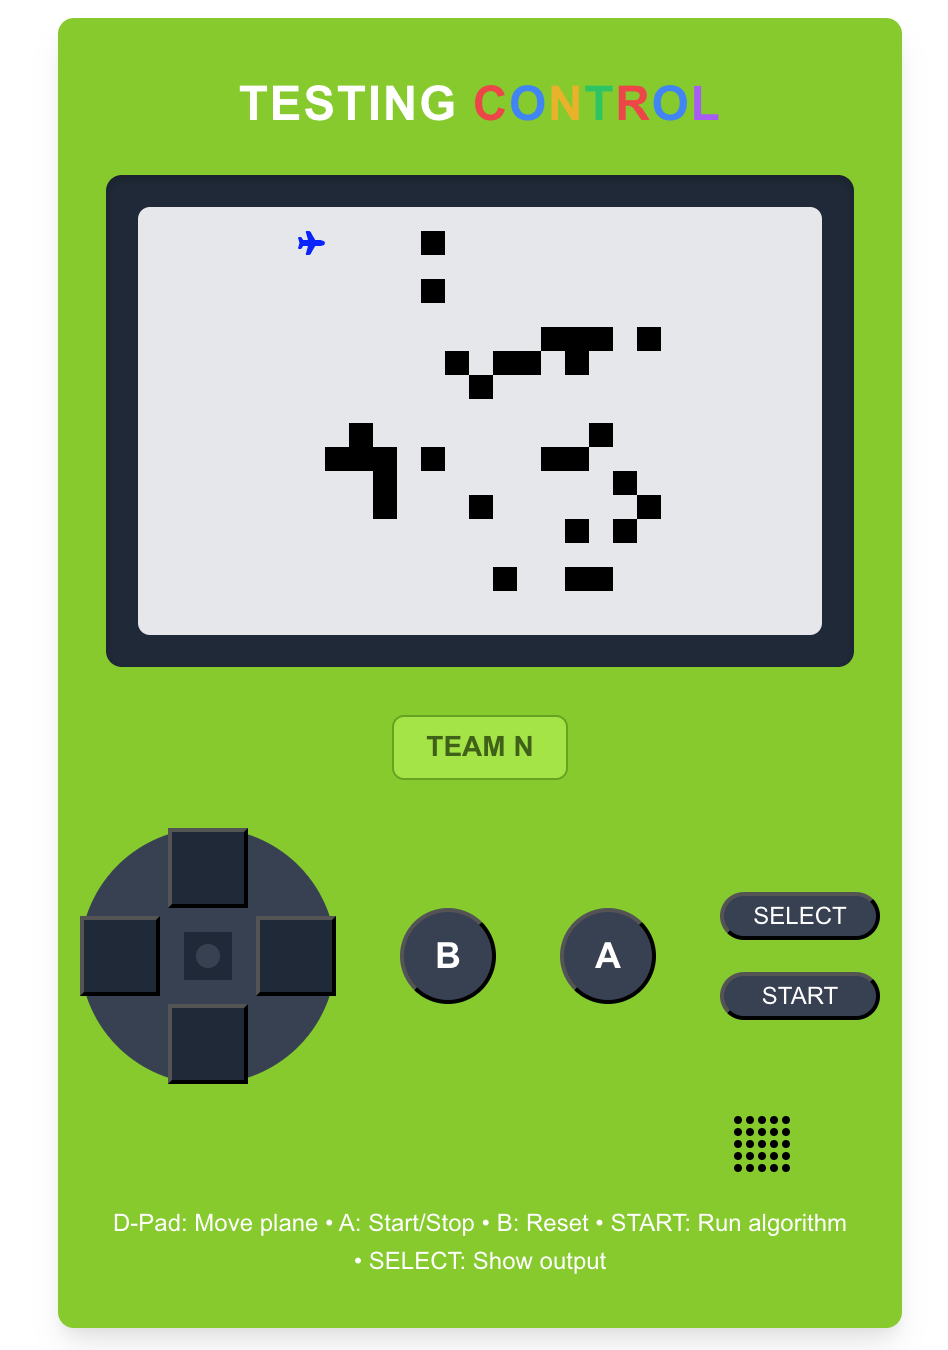 TESTING CONTROL
TEAM N
B
A
SELECT
START
D-Pad: Move plane • A: Start/Stop • B: Reset • START: Run algorithm
• SELECT: Show output